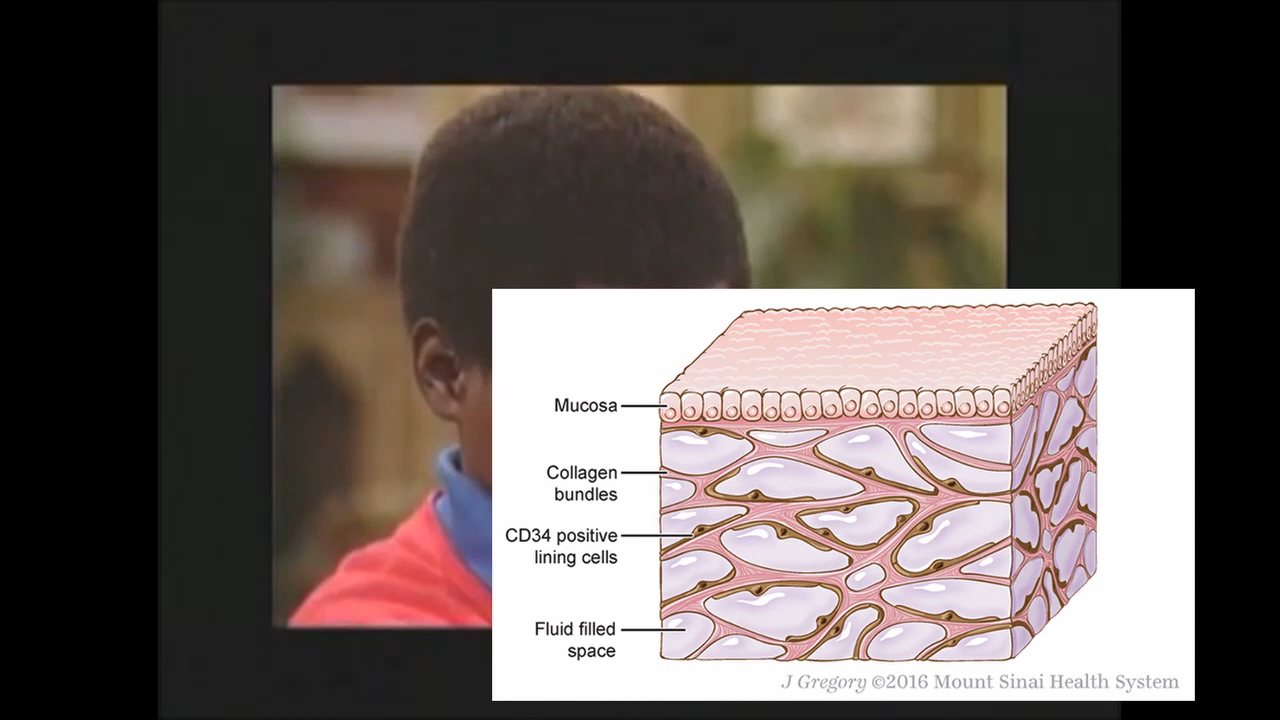 Mucosa
Collagen
bundles
CD34 positive
lining cells
Fluid filled
space
J Gregory ©2016 Mount Sinai Health System